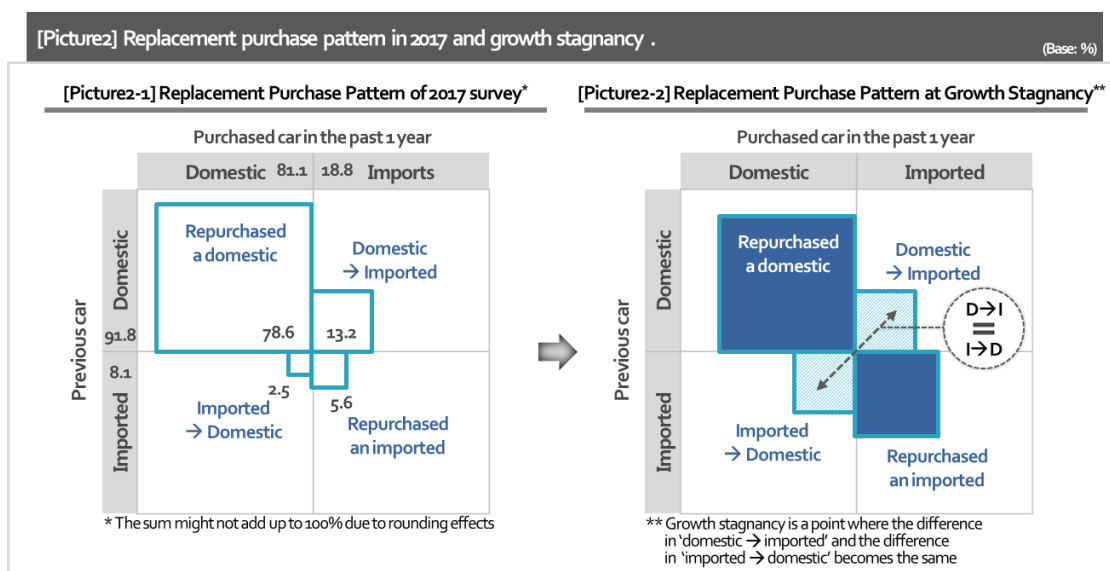 [Picture2] Replacement purchase pattern in 2017 and growth stagnancy .
(Base: %)
[Picture2-1] Replacement Purchase Pattern of 2017 survey*
Purchased car in the past 1 year
Domestic 81.1 18.8 Imports
Previous car
Domestic
91.8
8.1
Imported
Repurchased
a domestic
78.6
Domestic
→ Imported
13.2
2.5
Imported
→ Domestic
5.6
Repurchased
an imported
* The sum might not add up to 100% due to rounding effects
[Picture2-2] Replacement Purchase Pattern at Growth Stagnancy**
Purchased car in the past 1 year
Domestic Imported
Previous car
Domestic
Imported
Repurchased
a domestic
Domestic
→ Imported
D→I
=
I→D
Imported
→ Domestic
Repurchased
an imported
** Growth stagnancy is a point where the difference
in ‘domestic → imported’ and the difference
in ‘imported → domestic’ becomes the same